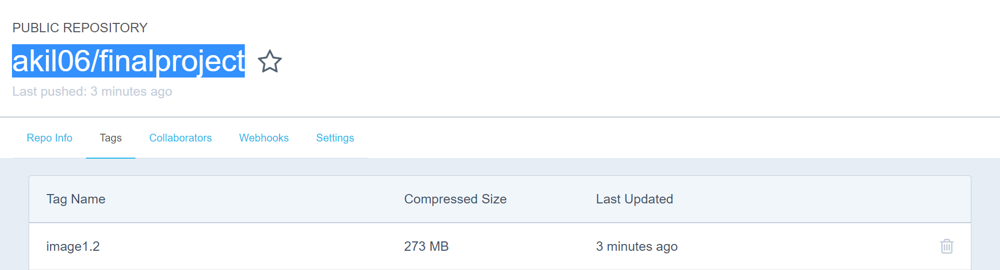 PUBLIC REPOSITORY
akil06/finalproject
Last pushed: 3 minutes ago
Repo Info Tags Collaborators Webhooks Settings
Tag Name Compressed Size Last Updated
image1.2 273 MB 3 minutes ago